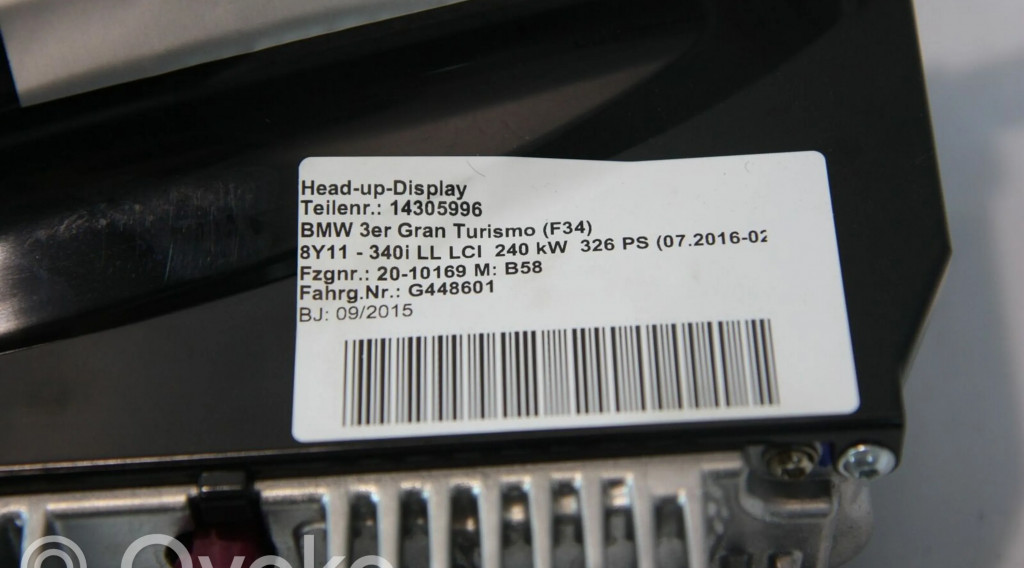 Head-up-Display
Teilenr.: 14305996
BMW 3er Gran Turismo (F34)
8Y11 - 340i LL LCI 240 kW 326 PS (07.2016-02
Fzgnr.: 20-10169 M: B58
Fahrg.Nr.: G448601
BJ: 09/2015
© Ovoko